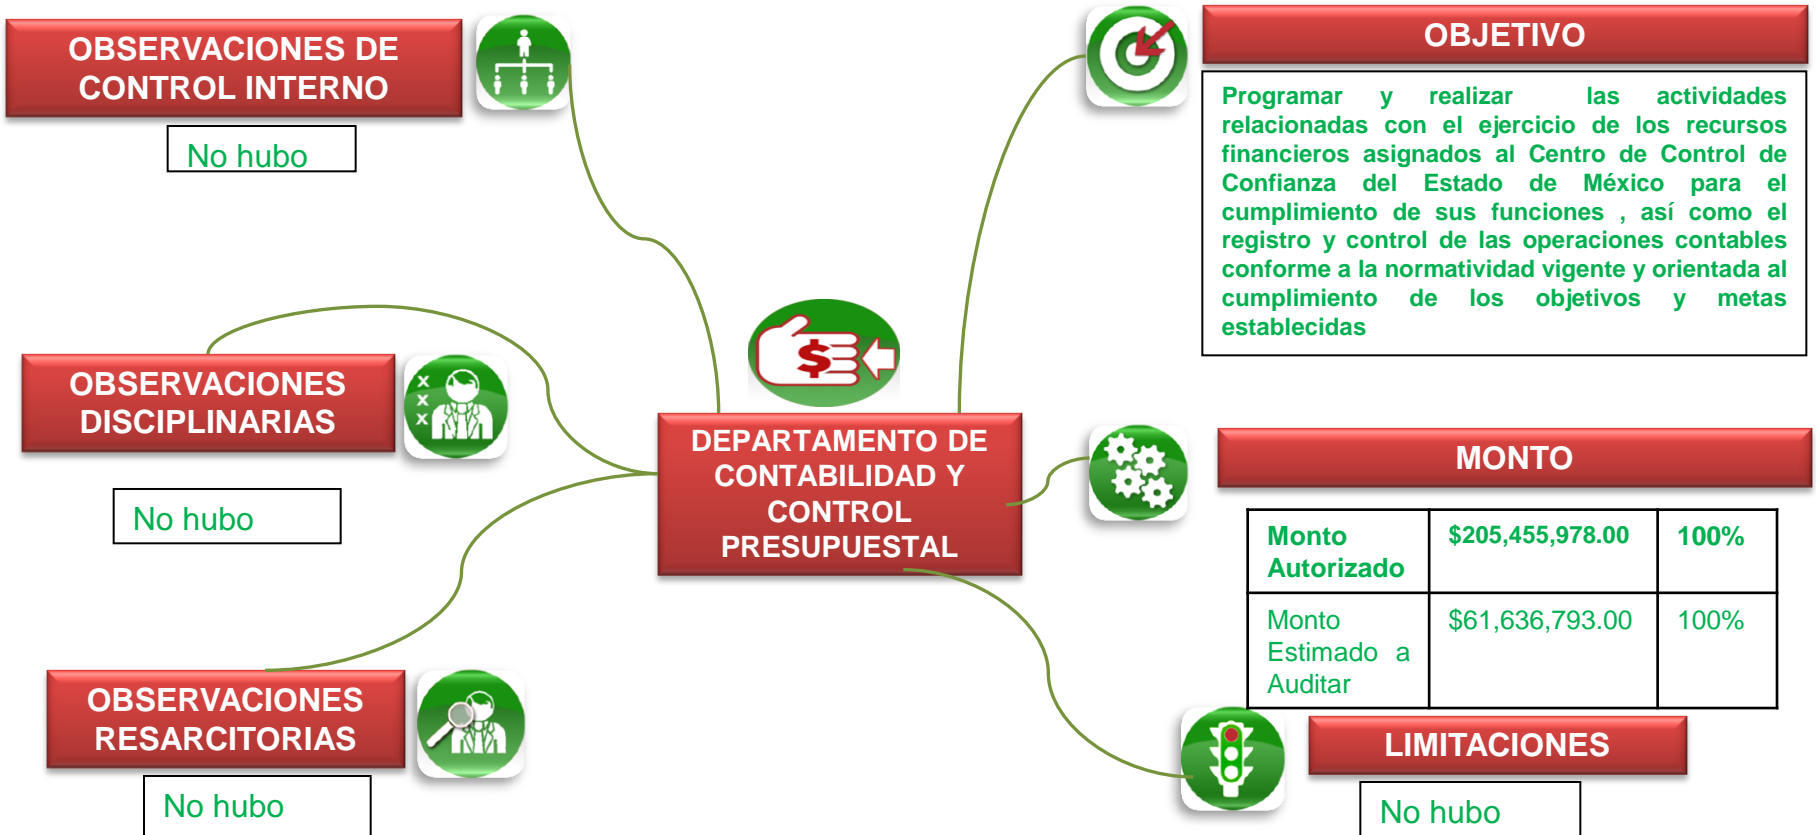 OBSERVACIONES DE
CONTROL INTERNO
No hubo
OBJETIVO
Programar y realizar las actividades
relacionadas con el ejercicio de los recursos
financieros asignados al Centro de Control de
Confianza del Estado de México para el
cumplimiento de sus funciones , así como el
registro y control de las operaciones contables
conforme a la normatividad vigente y orientada al
cumplimiento de los objetivos y metas
establecidas
OBSERVACIONES
DISCIPLINARIAS
x
x
x
No hubo
$
DEPARTAMENTO DE
CONTABILIDAD Y
CONTROL
PRESUPUESTAL
MONTO
Monto $205,455,978.00 100%
Autorizado
Monto $61,636,793.00 100%
Estimado a
Auditar
OBSERVACIONES
RESARCITORIAS
No hubo
LIMITACIONES
No hubo